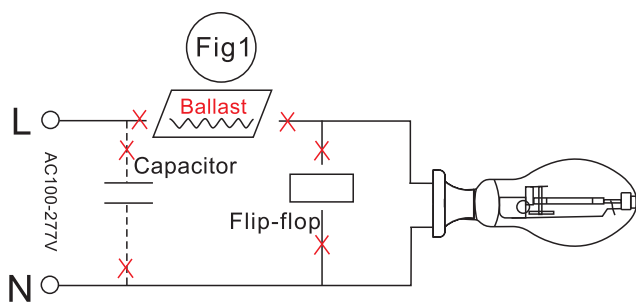 Fig1
Ballast
L
Capacitor
AC100-277V
Flip-flop
N